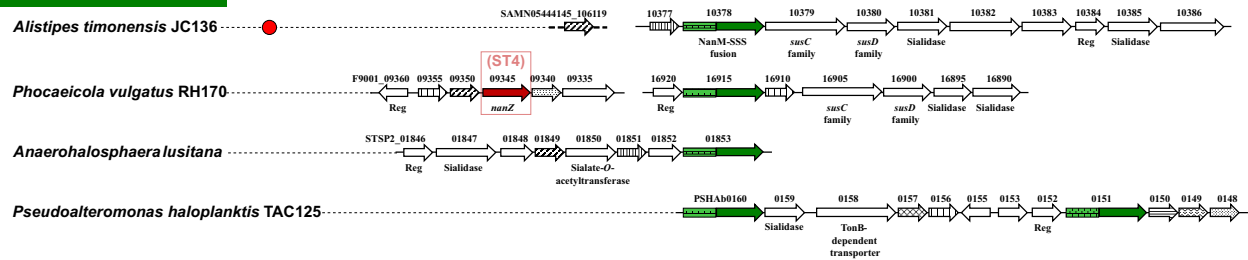 SAMN05444145_106119 10377 10378 10379 10380 10381 10382 10383 10384 10385 10386
Alistipes timonensis JC136
NanM-SSS fusion
susC family
susD family
Sialidase
Reg
Sialidase
(ST4)
F9001_09360 09355 09350 09345 09340 09335 16920 16915 16910 16905 16900 16895 16890
Phocaeicola vulgatus RH170
Reg
nanZ
Reg
susC family
susD family
Sialidase
Sialidase
STSP2_01846 01847 01848 01849 01850 01851 01852 01853
Anaerohalosphaera lusitana
Reg
Sialidase
Sialate-O-
acetyltransferase
PSHAb0160 0159 0158 0157 0156 0155 0153 0152 0151 0150 0149 0148
Pseudoalteromonas haloplanktis TAC125
Sialidase
TonB-
dependent
transporter
Reg